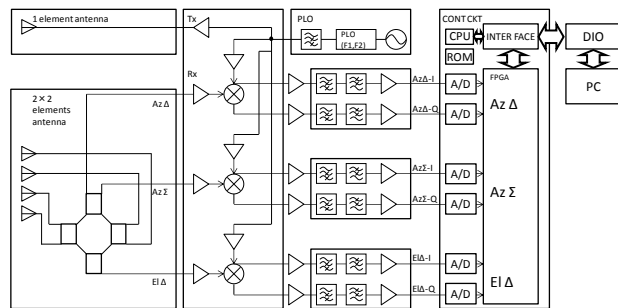 1 element antenna
Tx
PLO
PLO
(F1,F2)
CONT CKT
CPU
INTER FACE
DIO
ROM
PC
Rx
2×2
elements
antenna
Az Δ
Az Σ
El Δ
AzΔ-I
AzΔ-Q
AzΣ-I
AzΣ-Q
ElΔ-I
ElΔ-Q
A/D
A/D
A/D
A/D
A/D
A/D
FPGA
Az Δ
Az Σ
El Δ